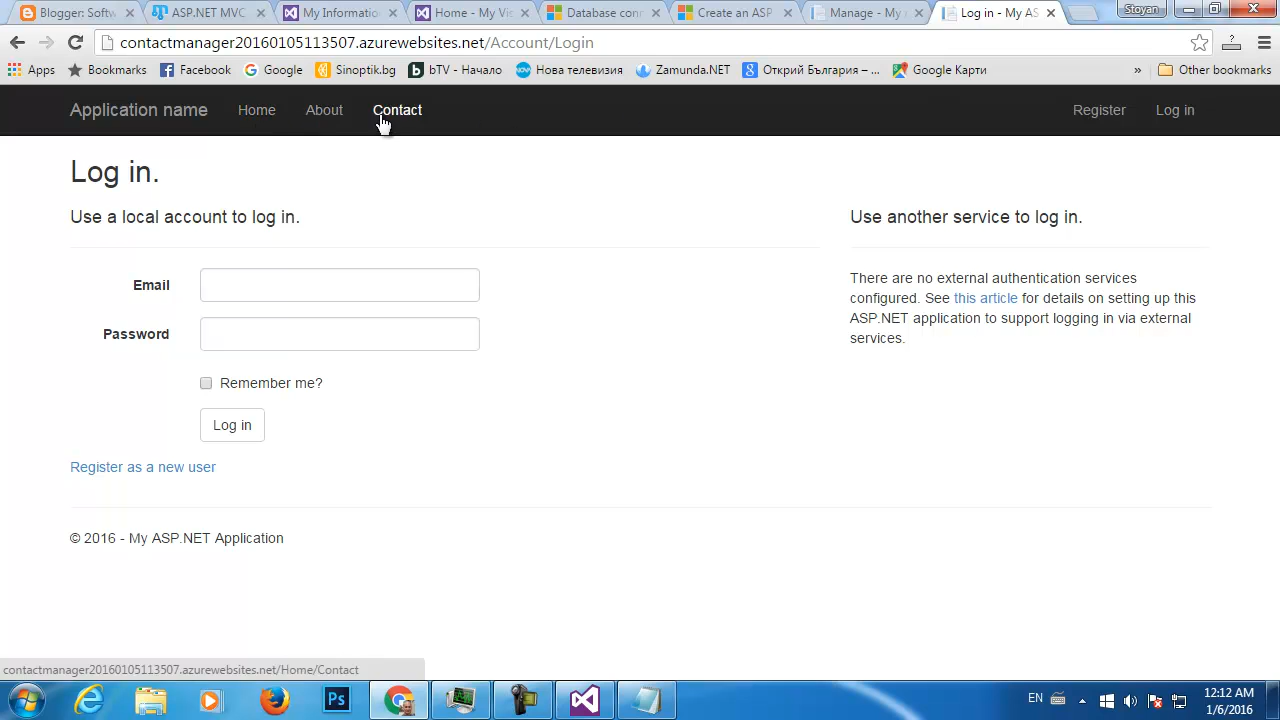 Blogger: Softw
ASP.NET MVC
My Informatio
Home - My Vis
Database conn
Create an ASP
Manage - My
Log in - My AS
Stoyan
contactmanager20160105113507.azurewebsites.net/Account/Login
Apps
Bookmarks
Facebook
Google
Sinoptik.bg
bTV - Начало
Нова телевизия
Zamunda.NET
Открий България – ...
Google Карти
»
Other bookmarks
Application name
Home
About
Contact
Register
Log in
Log in.
Use a local account to log in.
Use another service to log in.
Email
Password
Remember me?
Log in
Register as a new user
There are no external authentication services
configured. See this article for details on setting up this
ASP.NET application to support logging in via external
services.
© 2016 - My ASP.NET Application
contactmanager20160105113507.azurewebsites.net/Home/Contact
Ps
EN
12:12 AM
1/6/2016